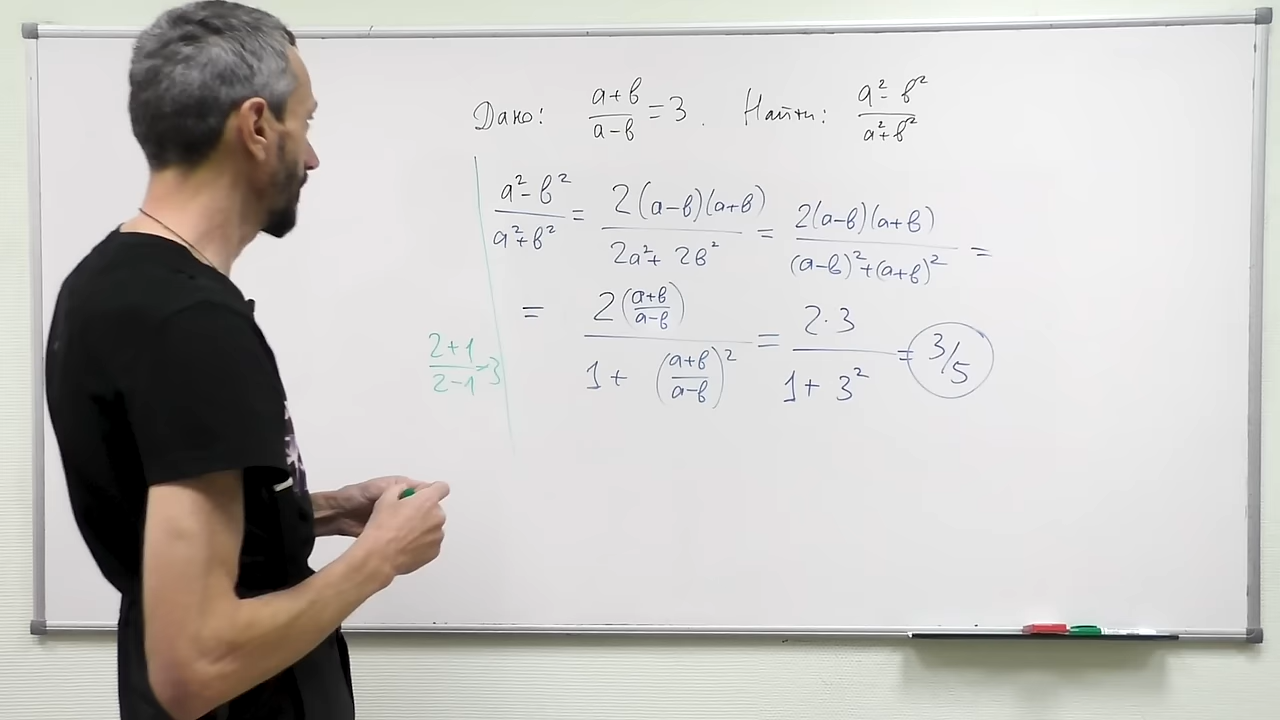 Дано: (a+b)/(a−b) = 3. Найти: (a²−b²)/(a²+b²)
(a²−b²)/(a²+b²) = 2(a−b)(a+b)/(2a²+2b²) = 2(a−b)(a+b)/((a−b)²+(a+b)²) =
= 2((a+b)/(a−b))/(1+((a+b)/(a−b))²) = (2·3)/(1+3²) = 3/5
(2+1)/(2−1)=3